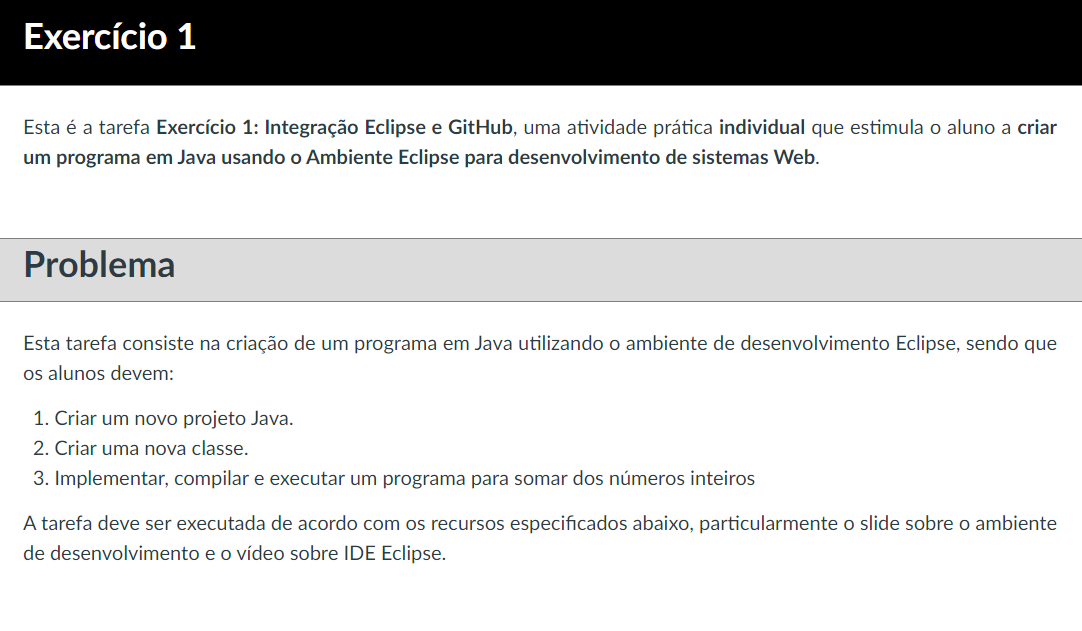 Exercício 1
Esta é a tarefa Exercício 1: Integração Eclipse e GitHub, uma atividade prática individual que estimula o aluno a criar
um programa em Java usando o Ambiente Eclipse para desenvolvimento de sistemas Web.
Problema
Esta tarefa consiste na criação de um programa em Java utilizando o ambiente de desenvolvimento Eclipse, sendo que
os alunos devem:
1. Criar um novo projeto Java.
2. Criar uma nova classe.
3. Implementar, compilar e executar um programa para somar dos números inteiros
A tarefa deve ser executada de acordo com os recursos especificados abaixo, particularmente o slide sobre o ambiente
de desenvolvimento e o vídeo sobre IDE Eclipse.